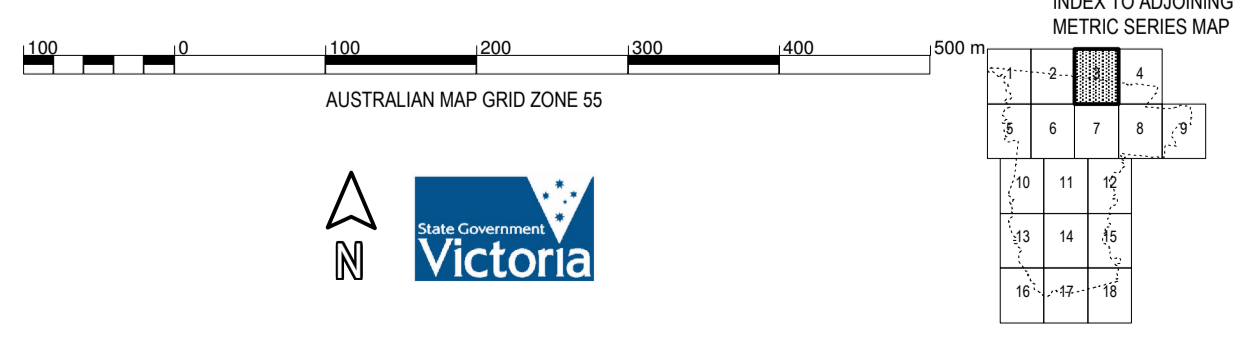 INDEX TO ADJOINING
METRIC SERIES MAP
100 0 100 200 300 400 500 m
AUSTRALIAN MAP GRID ZONE 55
1 2 3 4
5 6 7 8 9
10 11 12
13 14 15
16 17 18
N
State Government
Victoria